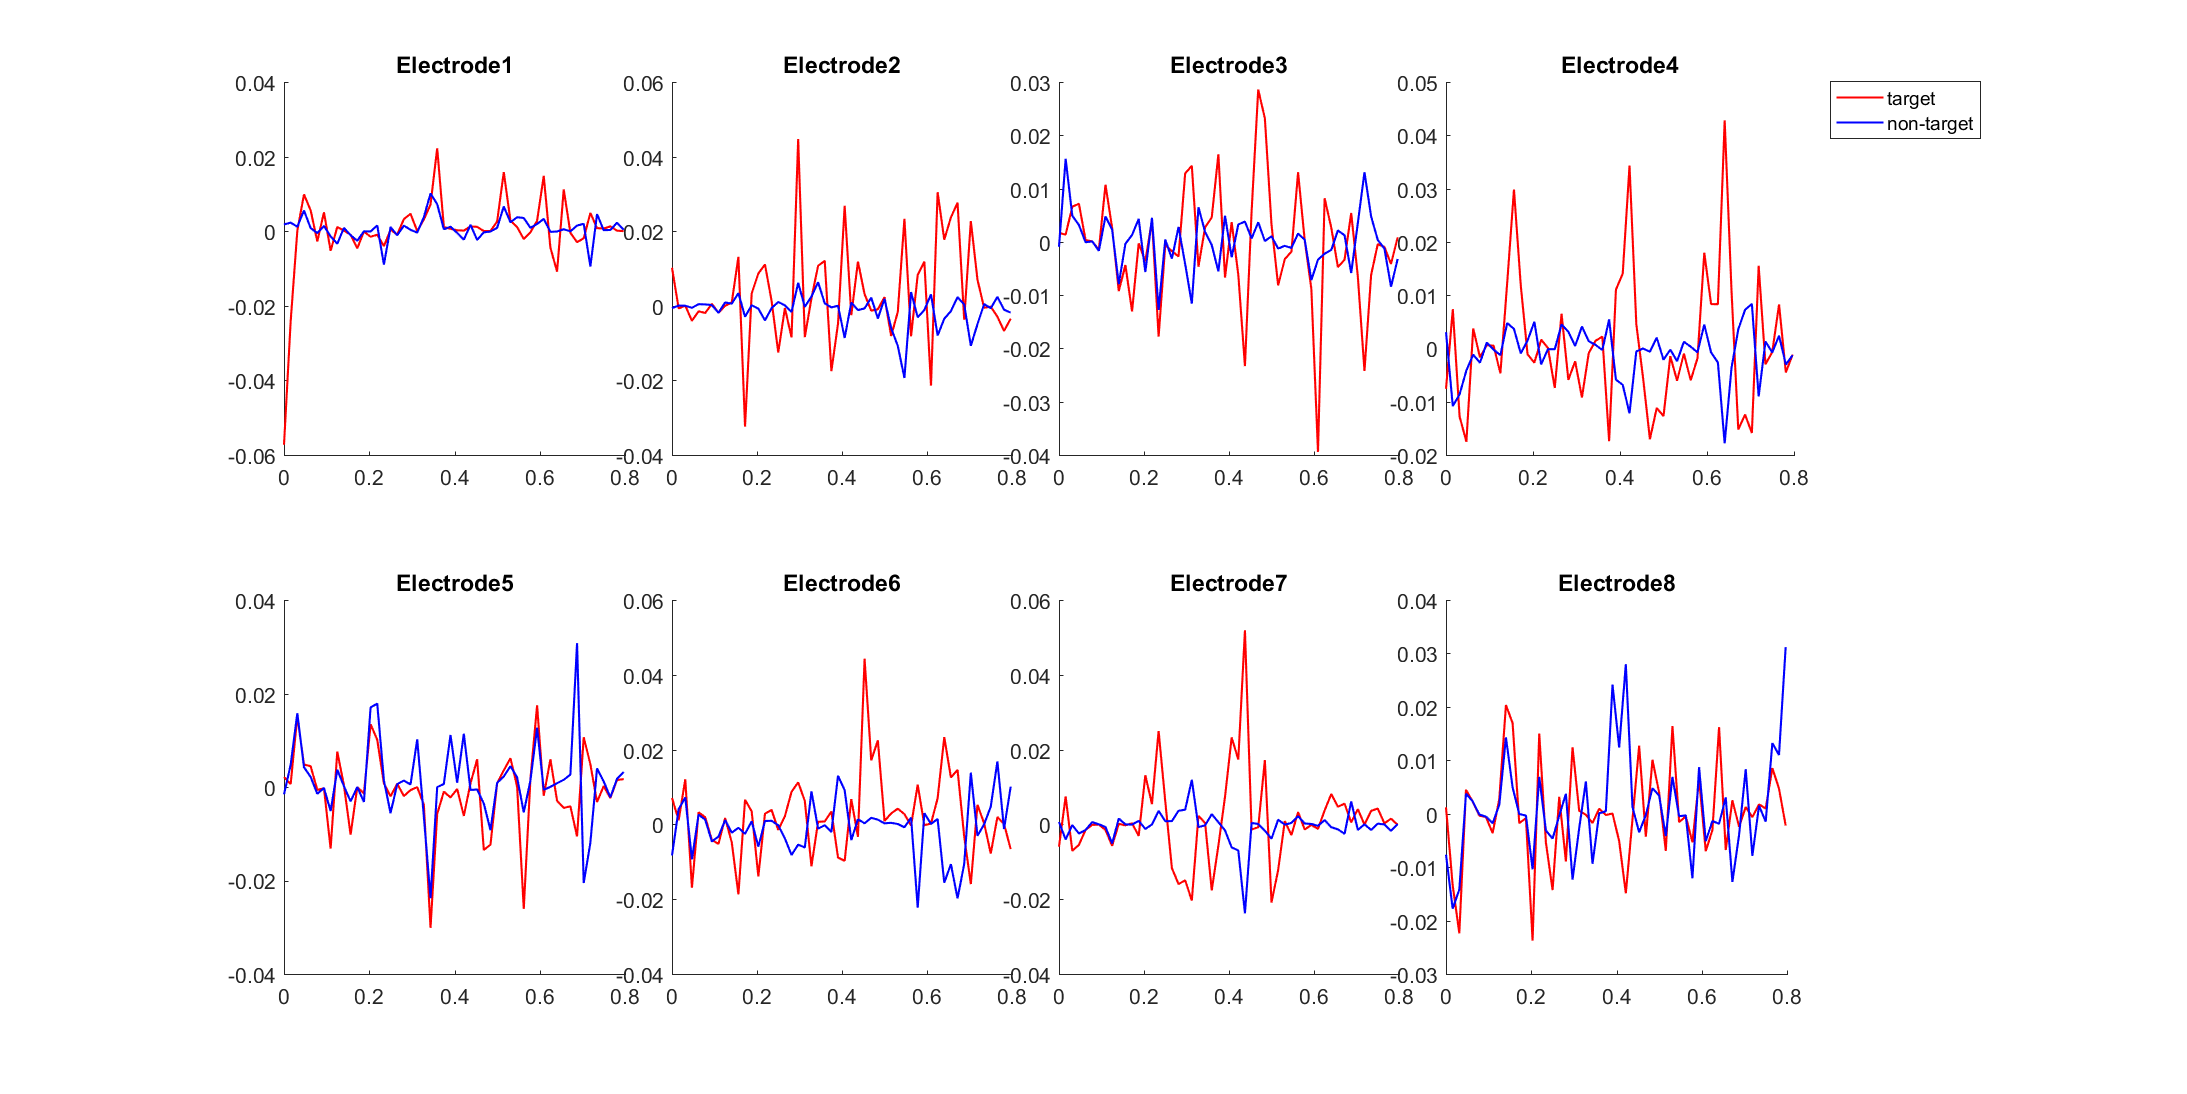 Electrode1 Electrode2 Electrode3 Electrode4
0.04 0.06 0.03 0.05 target
non-target
0.02 0.04 0.02 0.04
0 0.02 0.01 0.03
-0.02 0 0 0.02
-0.04 -0.02 -0.01 0.01
-0.06 -0.04 -0.02 0
-0.03 -0.01
-0.04 -0.02
0 0.2 0.4 0.6 0.8 0 0.2 0.4 0.6 0.8 0 0.2 0.4 0.6 0.8 0 0.2 0.4 0.6 0.8
Electrode5 Electrode6 Electrode7 Electrode8
0.04 0.06 0.06 0.04
0.02 0.04 0.04 0.03
0 0.02 0.02 0.02
-0.02 0 0 0.01
-0.04 -0.02 -0.02 0
-0.04 -0.04 -0.01
-0.02
-0.03
0 0.2 0.4 0.6 0.8 0 0.2 0.4 0.6 0.8 0 0.2 0.4 0.6 0.8 0 0.2 0.4 0.6 0.8